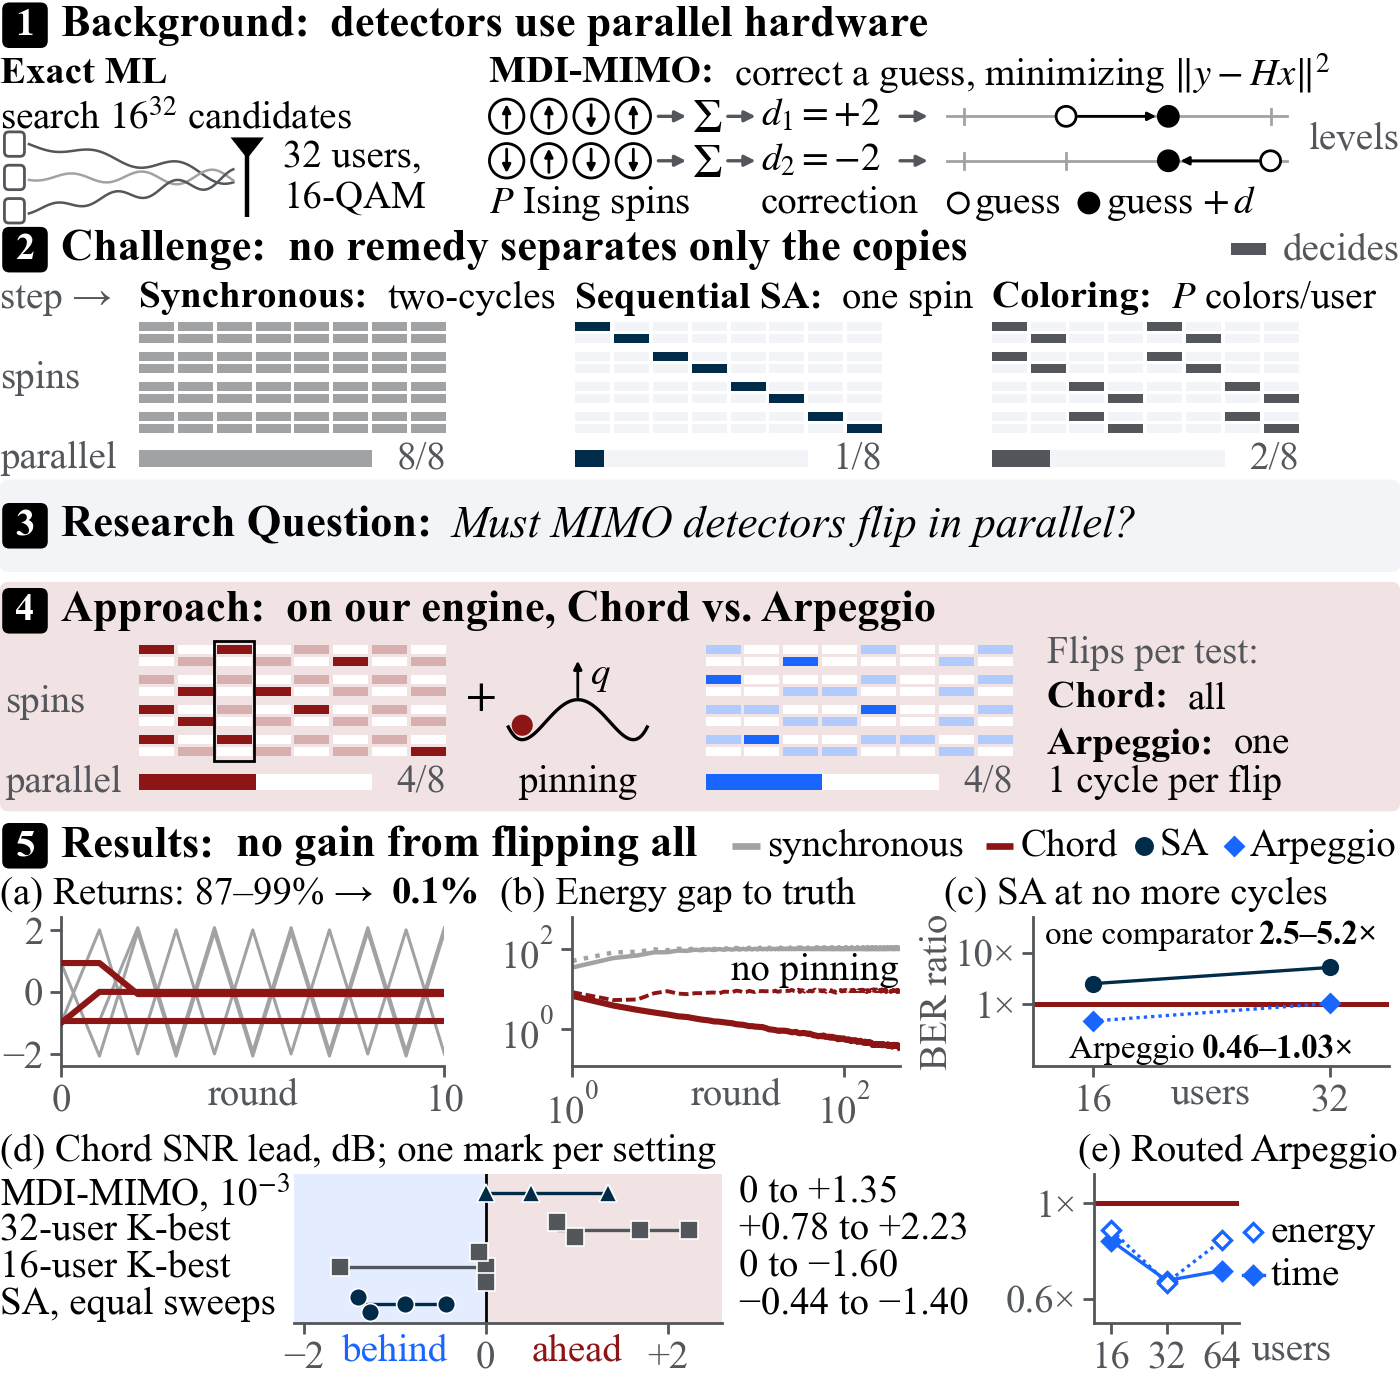 1 Background: detectors use parallel hardware
Exact ML
search 16^32 candidates
32 users,
16-QAM
MDI-MIMO: correct a guess, minimizing ||y − Hx||^2
Σ d1 = +2
Σ d2 = −2
levels
P Ising spins correction guess guess + d
2 Challenge: no remedy separates only the copies
decides
step → Synchronous: two-cycles Sequential SA: one spin Coloring: P colors/user
spins
parallel 8/8 1/8 2/8
3 Research Question: Must MIMO detectors flip in parallel?
4 Approach: on our engine, Chord vs. Arpeggio
spins
parallel 4/8
+ q
pinning
4/8
Flips per test:
Chord: all
Arpeggio: one
1 cycle per flip
5 Results: no gain from flipping all
synchronous Chord SA Arpeggio
(a) Returns: 87–99% → 0.1%
2
0
−2
0 round 10
(b) Energy gap to truth
10^2
no pinning
10^0
10^0 round 10^2
(c) SA at no more cycles
BER ratio
one comparator 2.5–5.2×
10×
1×
Arpeggio 0.46–1.03×
16 users 32
(d) Chord SNR lead, dB; one mark per setting
MDI-MIMO, 10^−3 0 to +1.35
32-user K-best +0.78 to +2.23
16-user K-best 0 to −1.60
SA, equal sweeps −0.44 to −1.40
−2 behind 0 ahead +2
(e) Routed Arpeggio
1×
0.6×
energy
time
16 32 64 users